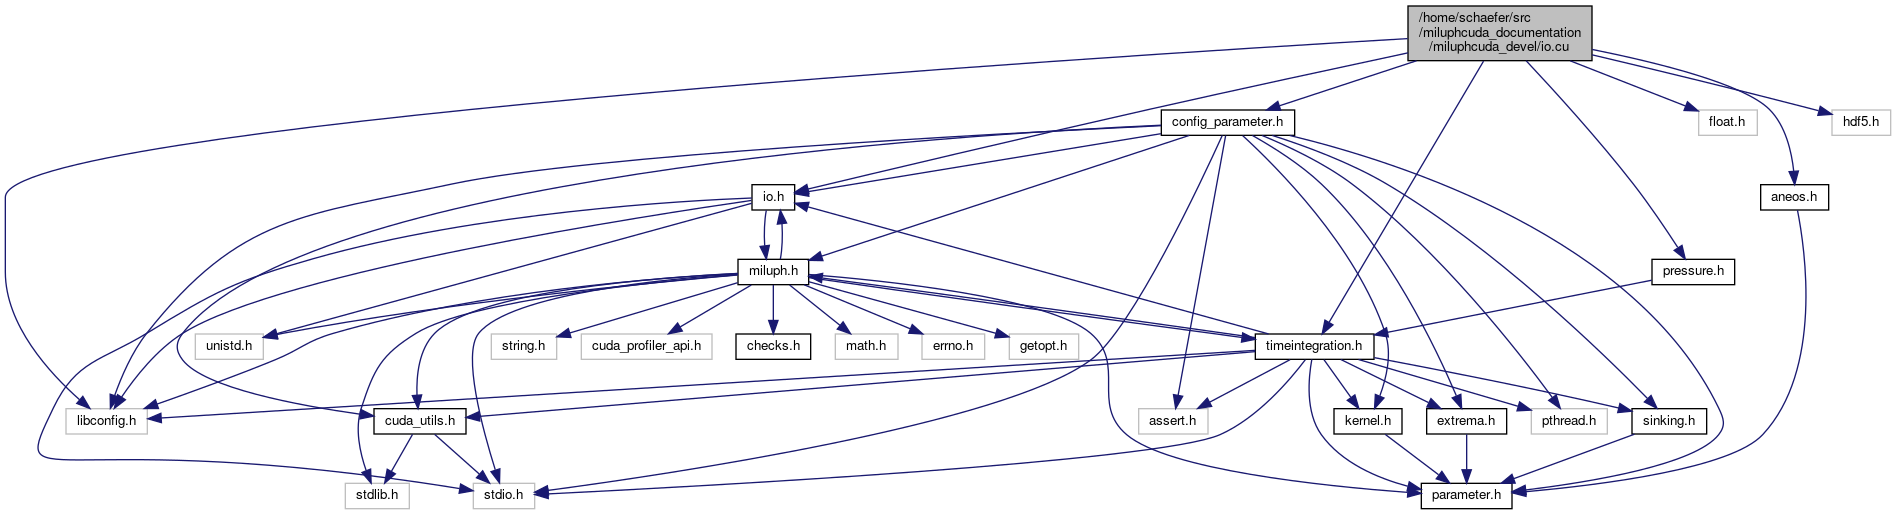 /home/schaefer/src
/miluphcuda_documentation
/miluphcuda_devel/io.cu
config_parameter.h
float.h
hdf5.h
io.h
aneos.h
miluph.h
pressure.h
unistd.h
string.h
cuda_profiler_api.h
checks.h
math.h
errno.h
getopt.h
timeintegration.h
libconfig.h
cuda_utils.h
assert.h
kernel.h
extrema.h
pthread.h
sinking.h
stdlib.h
stdio.h
parameter.h